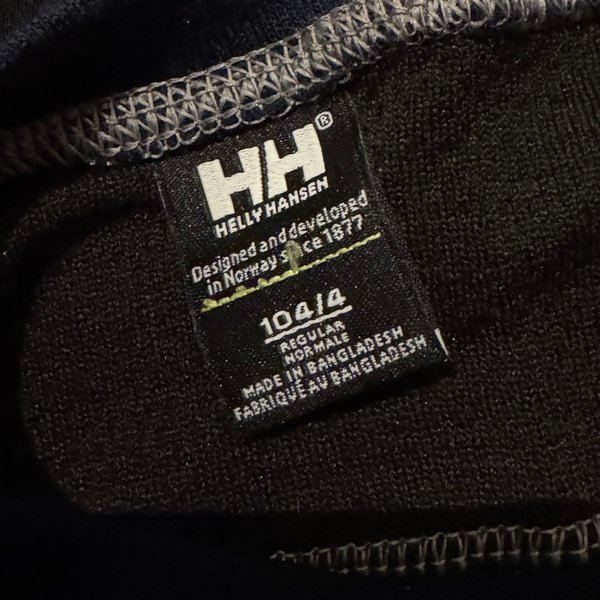 HH®
HELLY HANSEN
Designed and developed
in Norway since 1877
104/4
REGULAR
NORMALE
MADE IN BANGLADESH
FABRIQUE AU BANGLADESH